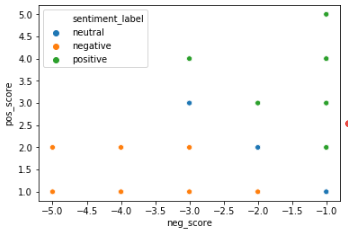 sentiment_label
neutral
negative
positive
5.0
4.5
4.0
3.5
3.0
2.5
2.0
1.5
1.0
pos_score
−5.0 −4.5 −4.0 −3.5 −3.0 −2.5 −2.0 −1.5 −1.0
neg_score